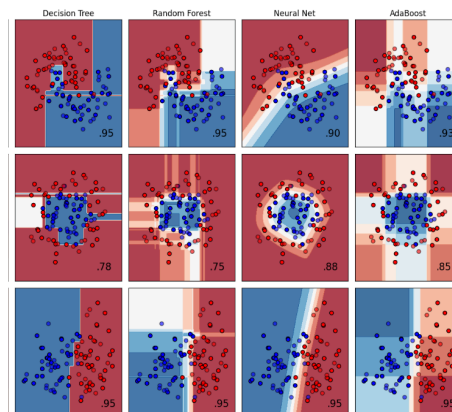 Decision Tree Random Forest Neural Net AdaBoost
.95 .95 .90 .93
.78 .75 .88 .85
.95 .95 .95 .95